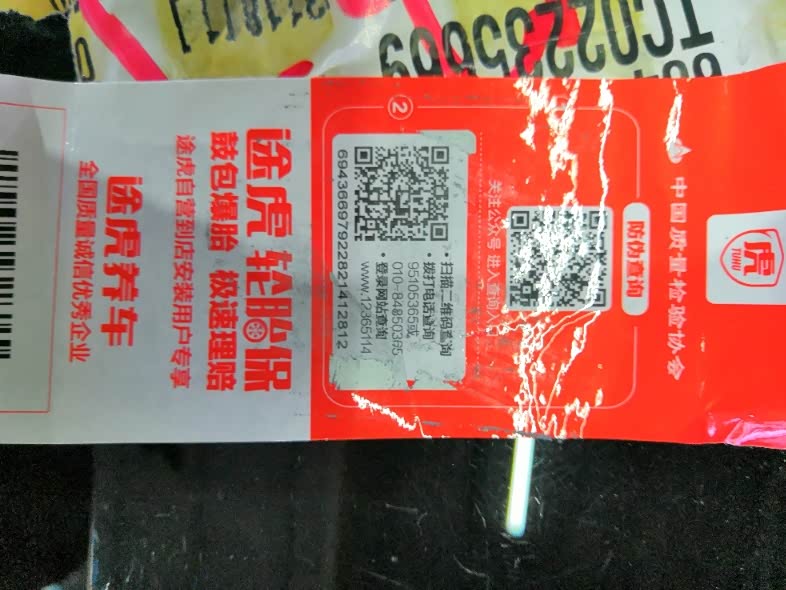 虎
TUHU
中国质量检验协会
防伪查询
关注公众号 进入查询入口
②
• 扫描二维码查询
• 拨打电话查询
95105365或
010-84850365
• 登录网站查询
www.12365114
69436697922821412812
途虎 轮胎保
鼓包爆胎 极速理赔
途虎自营到店安装用户专享
途虎养车
全国质量诚信优秀企业